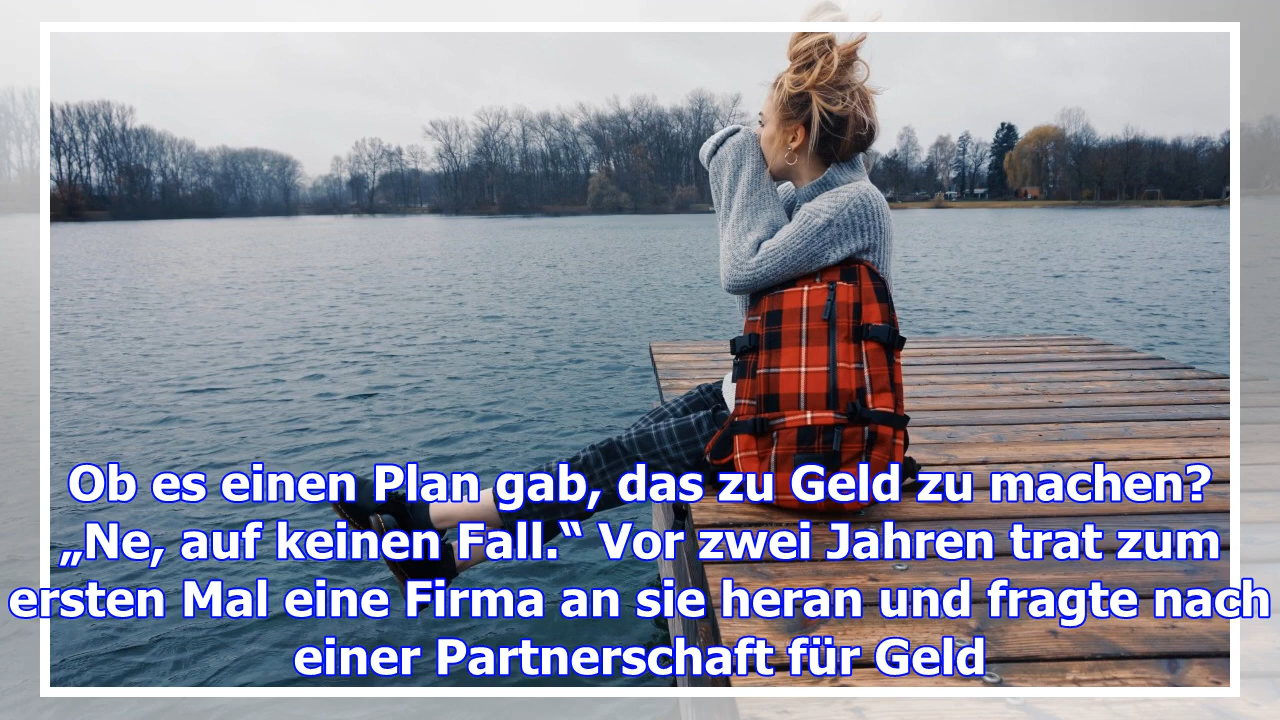 Ob es einen Plan gab, das zu Geld zu machen?
„Ne, auf keinen Fall.“ Vor zwei Jahren trat zum
ersten Mal eine Firma an sie heran und fragte nach
einer Partnerschaft für Geld